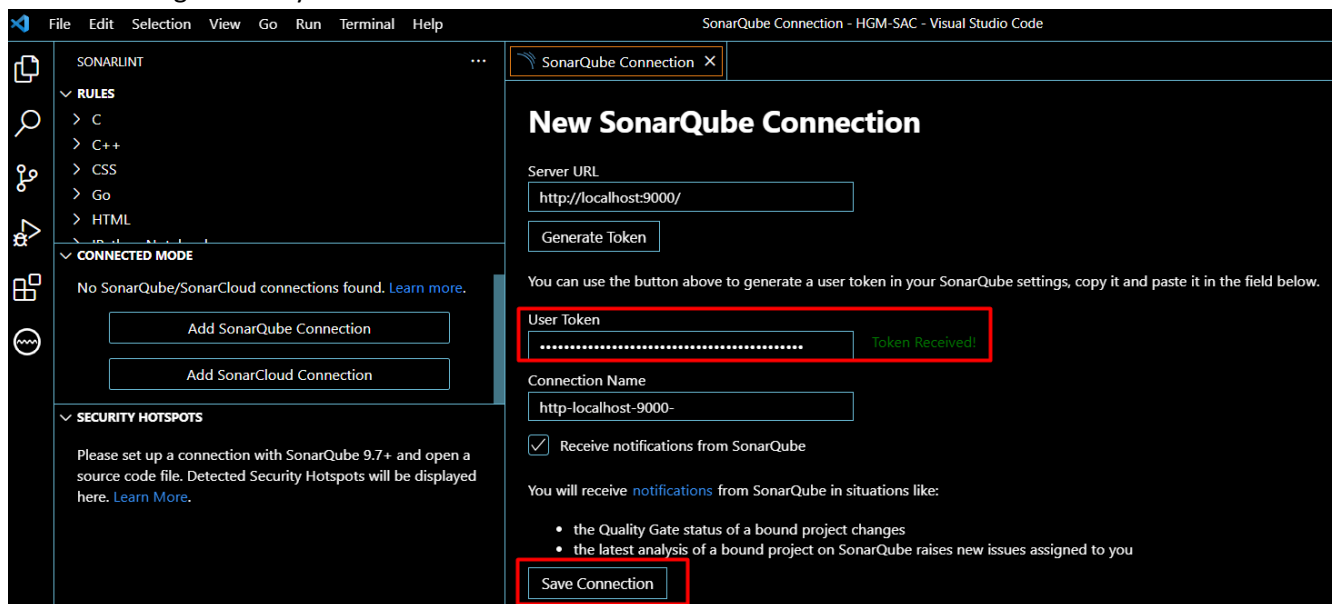 File Edit Selection View Go Run Terminal Help
SonarQube Connection - HGM-SAC - Visual Studio Code
SONARLINT
RULES
C
C++
CSS
Go
HTML
CONNECTED MODE
No SonarQube/SonarCloud connections found. Learn more.
Add SonarQube Connection
Add SonarCloud Connection
SECURITY HOTSPOTS
Please set up a connection with SonarQube 9.7+ and open a
source code file. Detected Security Hotspots will be displayed
here. Learn More.
SonarQube Connection
New SonarQube Connection
Server URL
http://localhost:9000/
Generate Token
You can use the button above to generate a user token in your SonarQube settings, copy it and paste it in the field below.
User Token
Token Received!
Connection Name
http-localhost-9000-
Receive notifications from SonarQube
You will receive notifications from SonarQube in situations like:
• the Quality Gate status of a bound project changes
• the latest analysis of a bound project on SonarQube raises new issues assigned to you
Save Connection